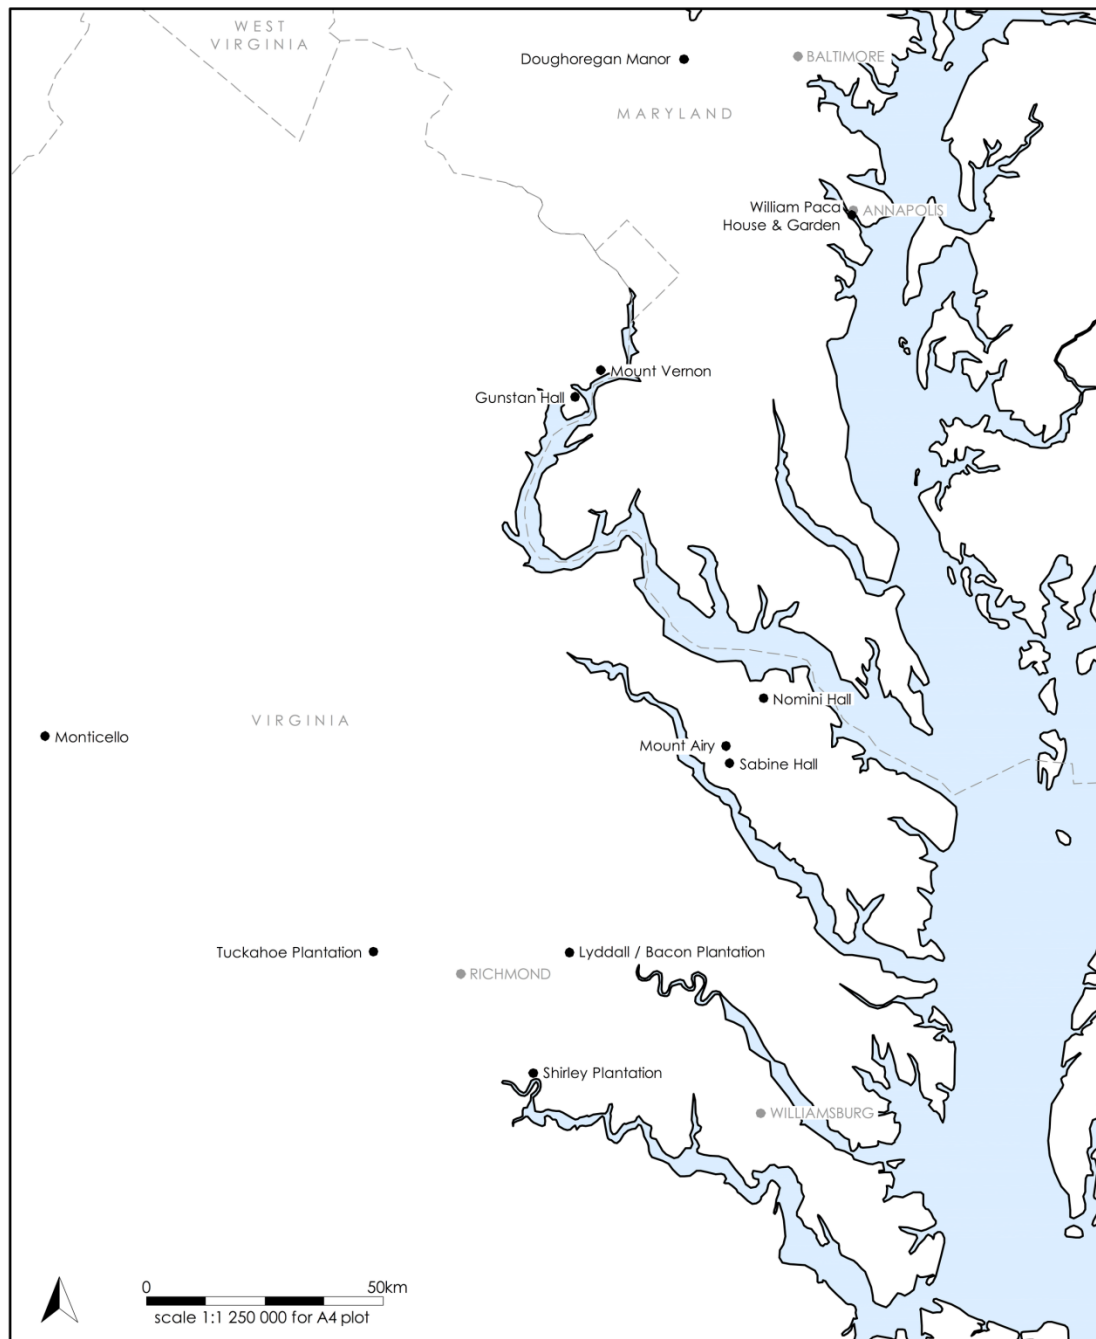 WEST
VIRGINIA
Doughoregan Manor
BALTIMORE
MARYLAND
William Paca
House & Garden
ANNAPOLIS
Mount Vernon
Gunstan Hall
Nomini Hall
VIRGINIA
Monticello
Mount Airy
Sabine Hall
Tuckahoe Plantation
Lyddall / Bacon Plantation
RICHMOND
Shirley Plantation
WILLIAMSBURG
0 50km
scale 1:1 250 000 for A4 plot